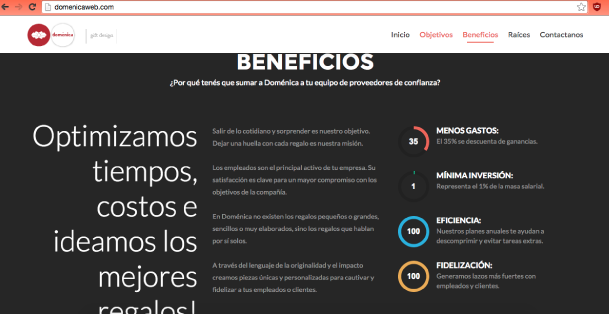 domenicaweb.com
doménica
gift design
Inicio Objetivos Beneficios Raíces Contactanos
BENEFICIOS
¿Por qué tenés que sumar a Doménica a tu equipo de proveedores de confianza?
Optimizamos
tiempos,
costos e
ideamos los
mejores
regalos!
Salir de lo cotidiano y sorprender es nuestro objetivo.
Dejar una huella con cada regalo es nuestra misión.
Los empleados son el principal activo de tu empresa. Su
satisfacción es clave para un mayor compromiso con los
objetivos de la compañía.
En Doménica no existen los regalos pequeños o grandes,
sencillos o muy elaborados, sino los regalos que hablan
por sí solos.
A través del lenguaje de la originalidad y el impacto
creamos piezas únicas y personalizadas para cautivar y
fidelizar a tus empleados o clientes.
35
MENOS GASTOS:
El 35% se descuenta de ganancias.
1
MÍNIMA INVERSIÓN:
Representa el 1% de la masa salarial.
100
EFICIENCIA:
Nuestros planes anuales te ayudan a
descomprimir y evitar tareas extras.
100
FIDELIZACIÓN:
Generamos lazos más fuertes con
empleados y clientes.